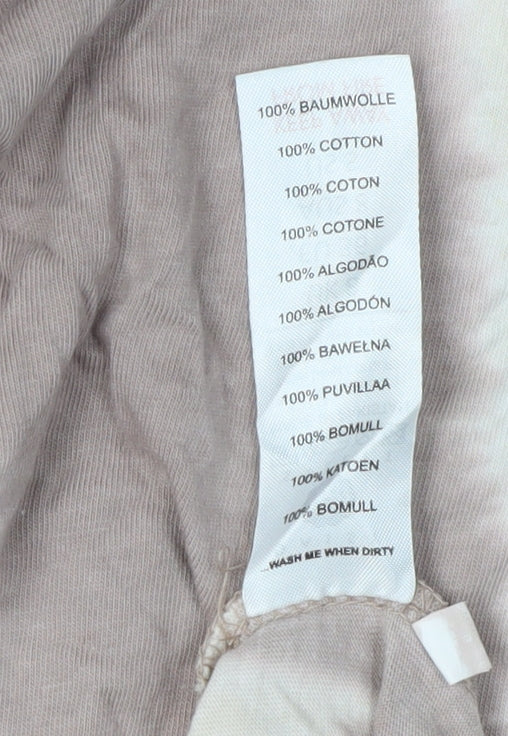 100% BAUMWOLLE
100% COTTON
100% COTON
100% COTONE
100% ALGODÃO
100% ALGODÓN
100% BAWEŁNA
100% PUVILLAA
100% BOMULL
100% KATOEN
100% BOMULL
...WASH ME WHEN DIRTY